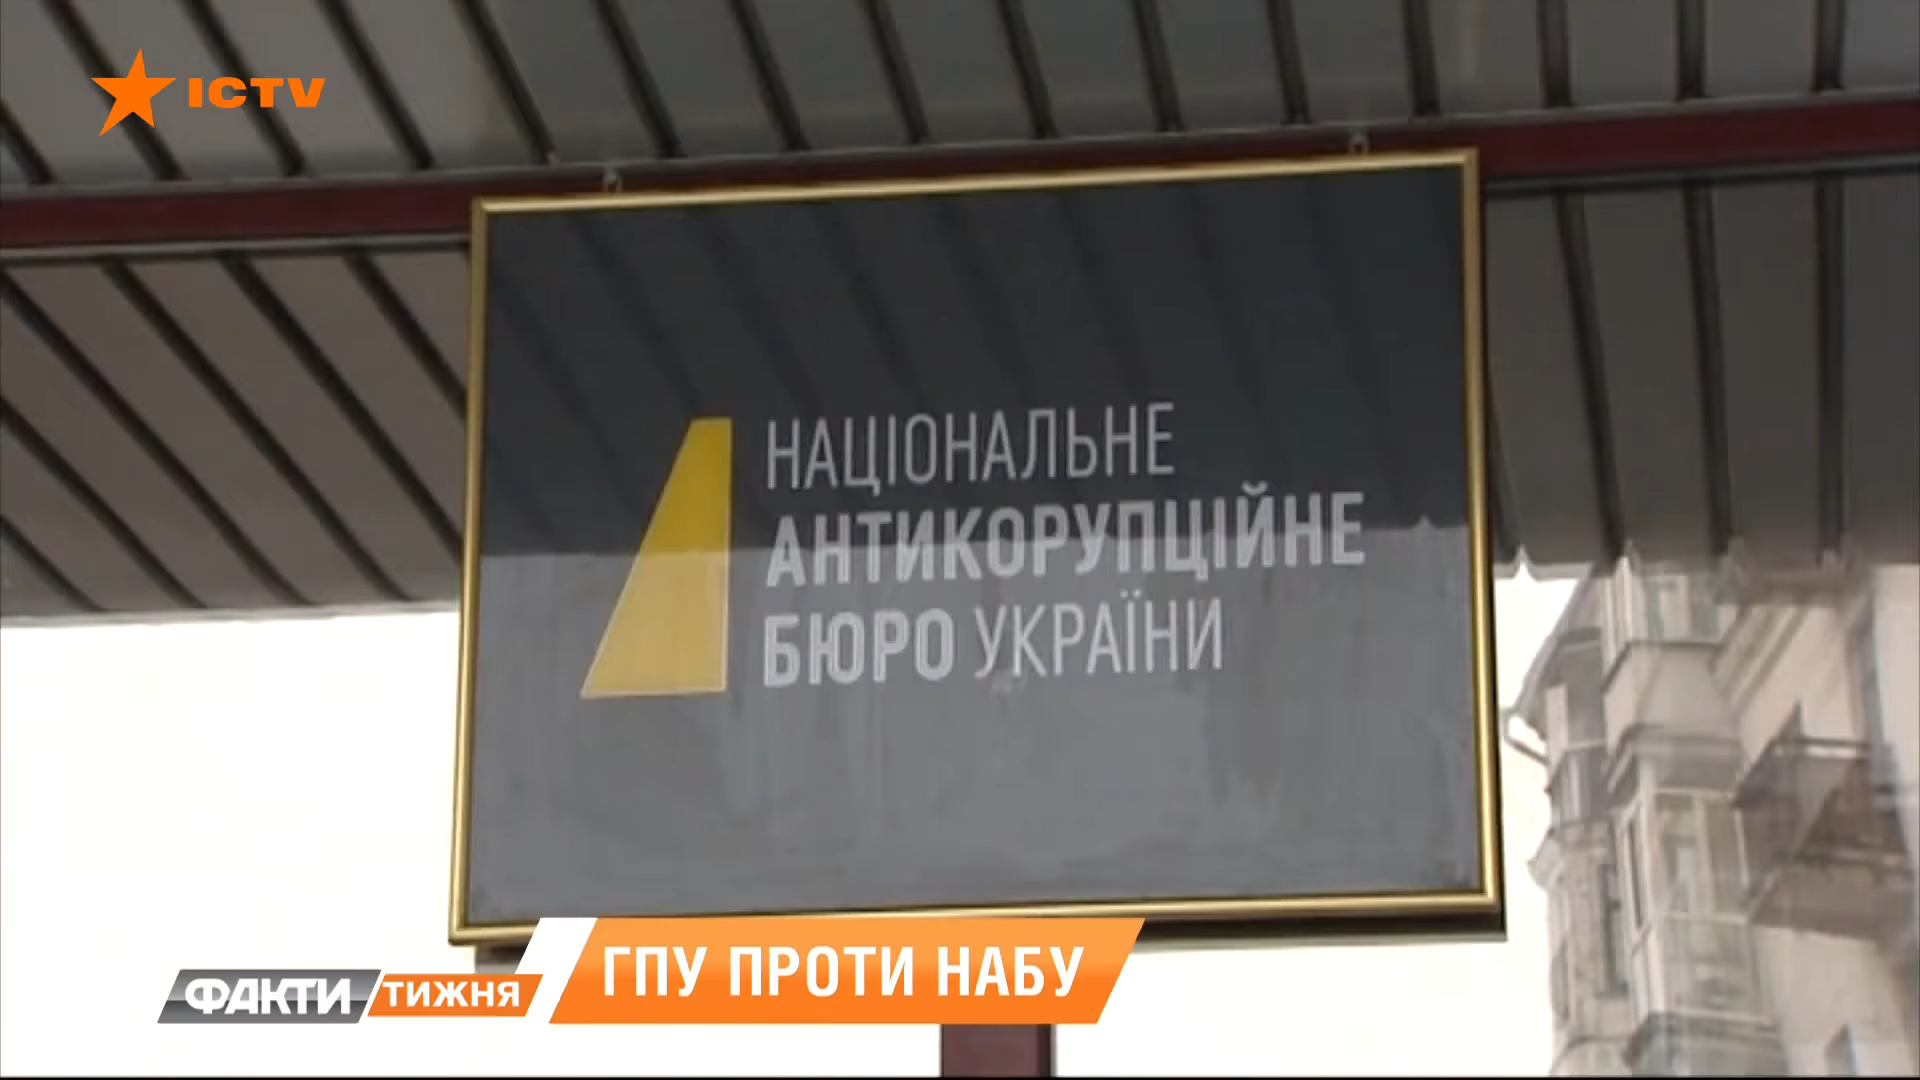 ICTV
НАЦІОНАЛЬНЕ
АНТИКОРУПЦІЙНЕ
БЮРО УКРАЇНИ
ГПУ ПРОТИ НАБУ
ФАКТИ ТИЖНЯ